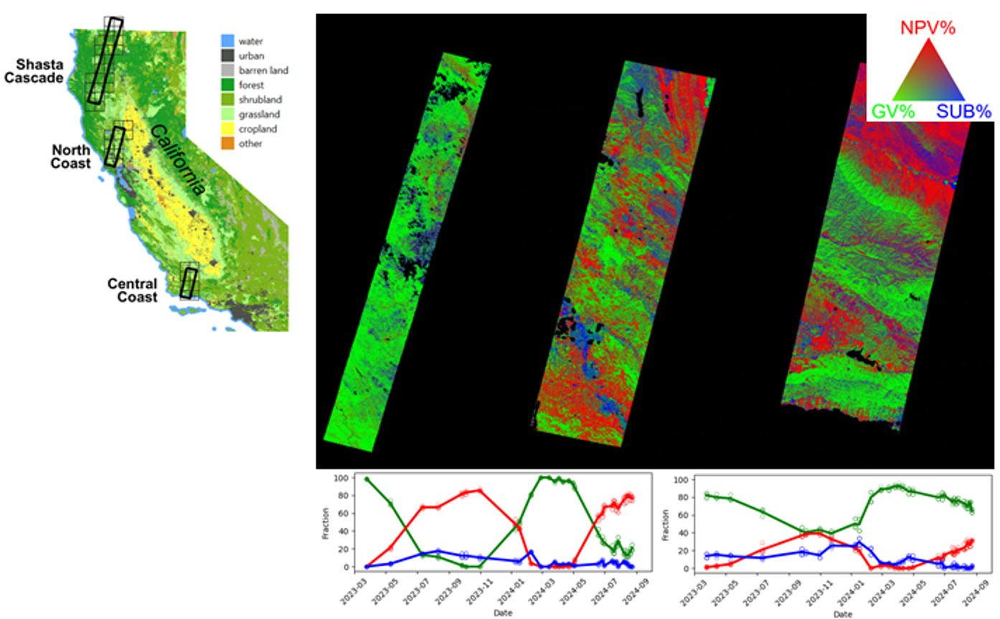 Shasta
Cascade
North
Coast
Central
Coast
California
water
urban
barren land
forest
shrubland
grassland
cropland
other
NPV%
GV% SUB%
100
80
60
40
20
0
Fraction
2023-03 2023-05 2023-07 2023-09 2023-11 2024-01 2024-03 2024-05 2024-07 2024-09
Date
100
80
60
40
20
0
Fraction
2023-03 2023-05 2023-07 2023-09 2023-11 2024-01 2024-03 2024-05 2024-07 2024-09
Date